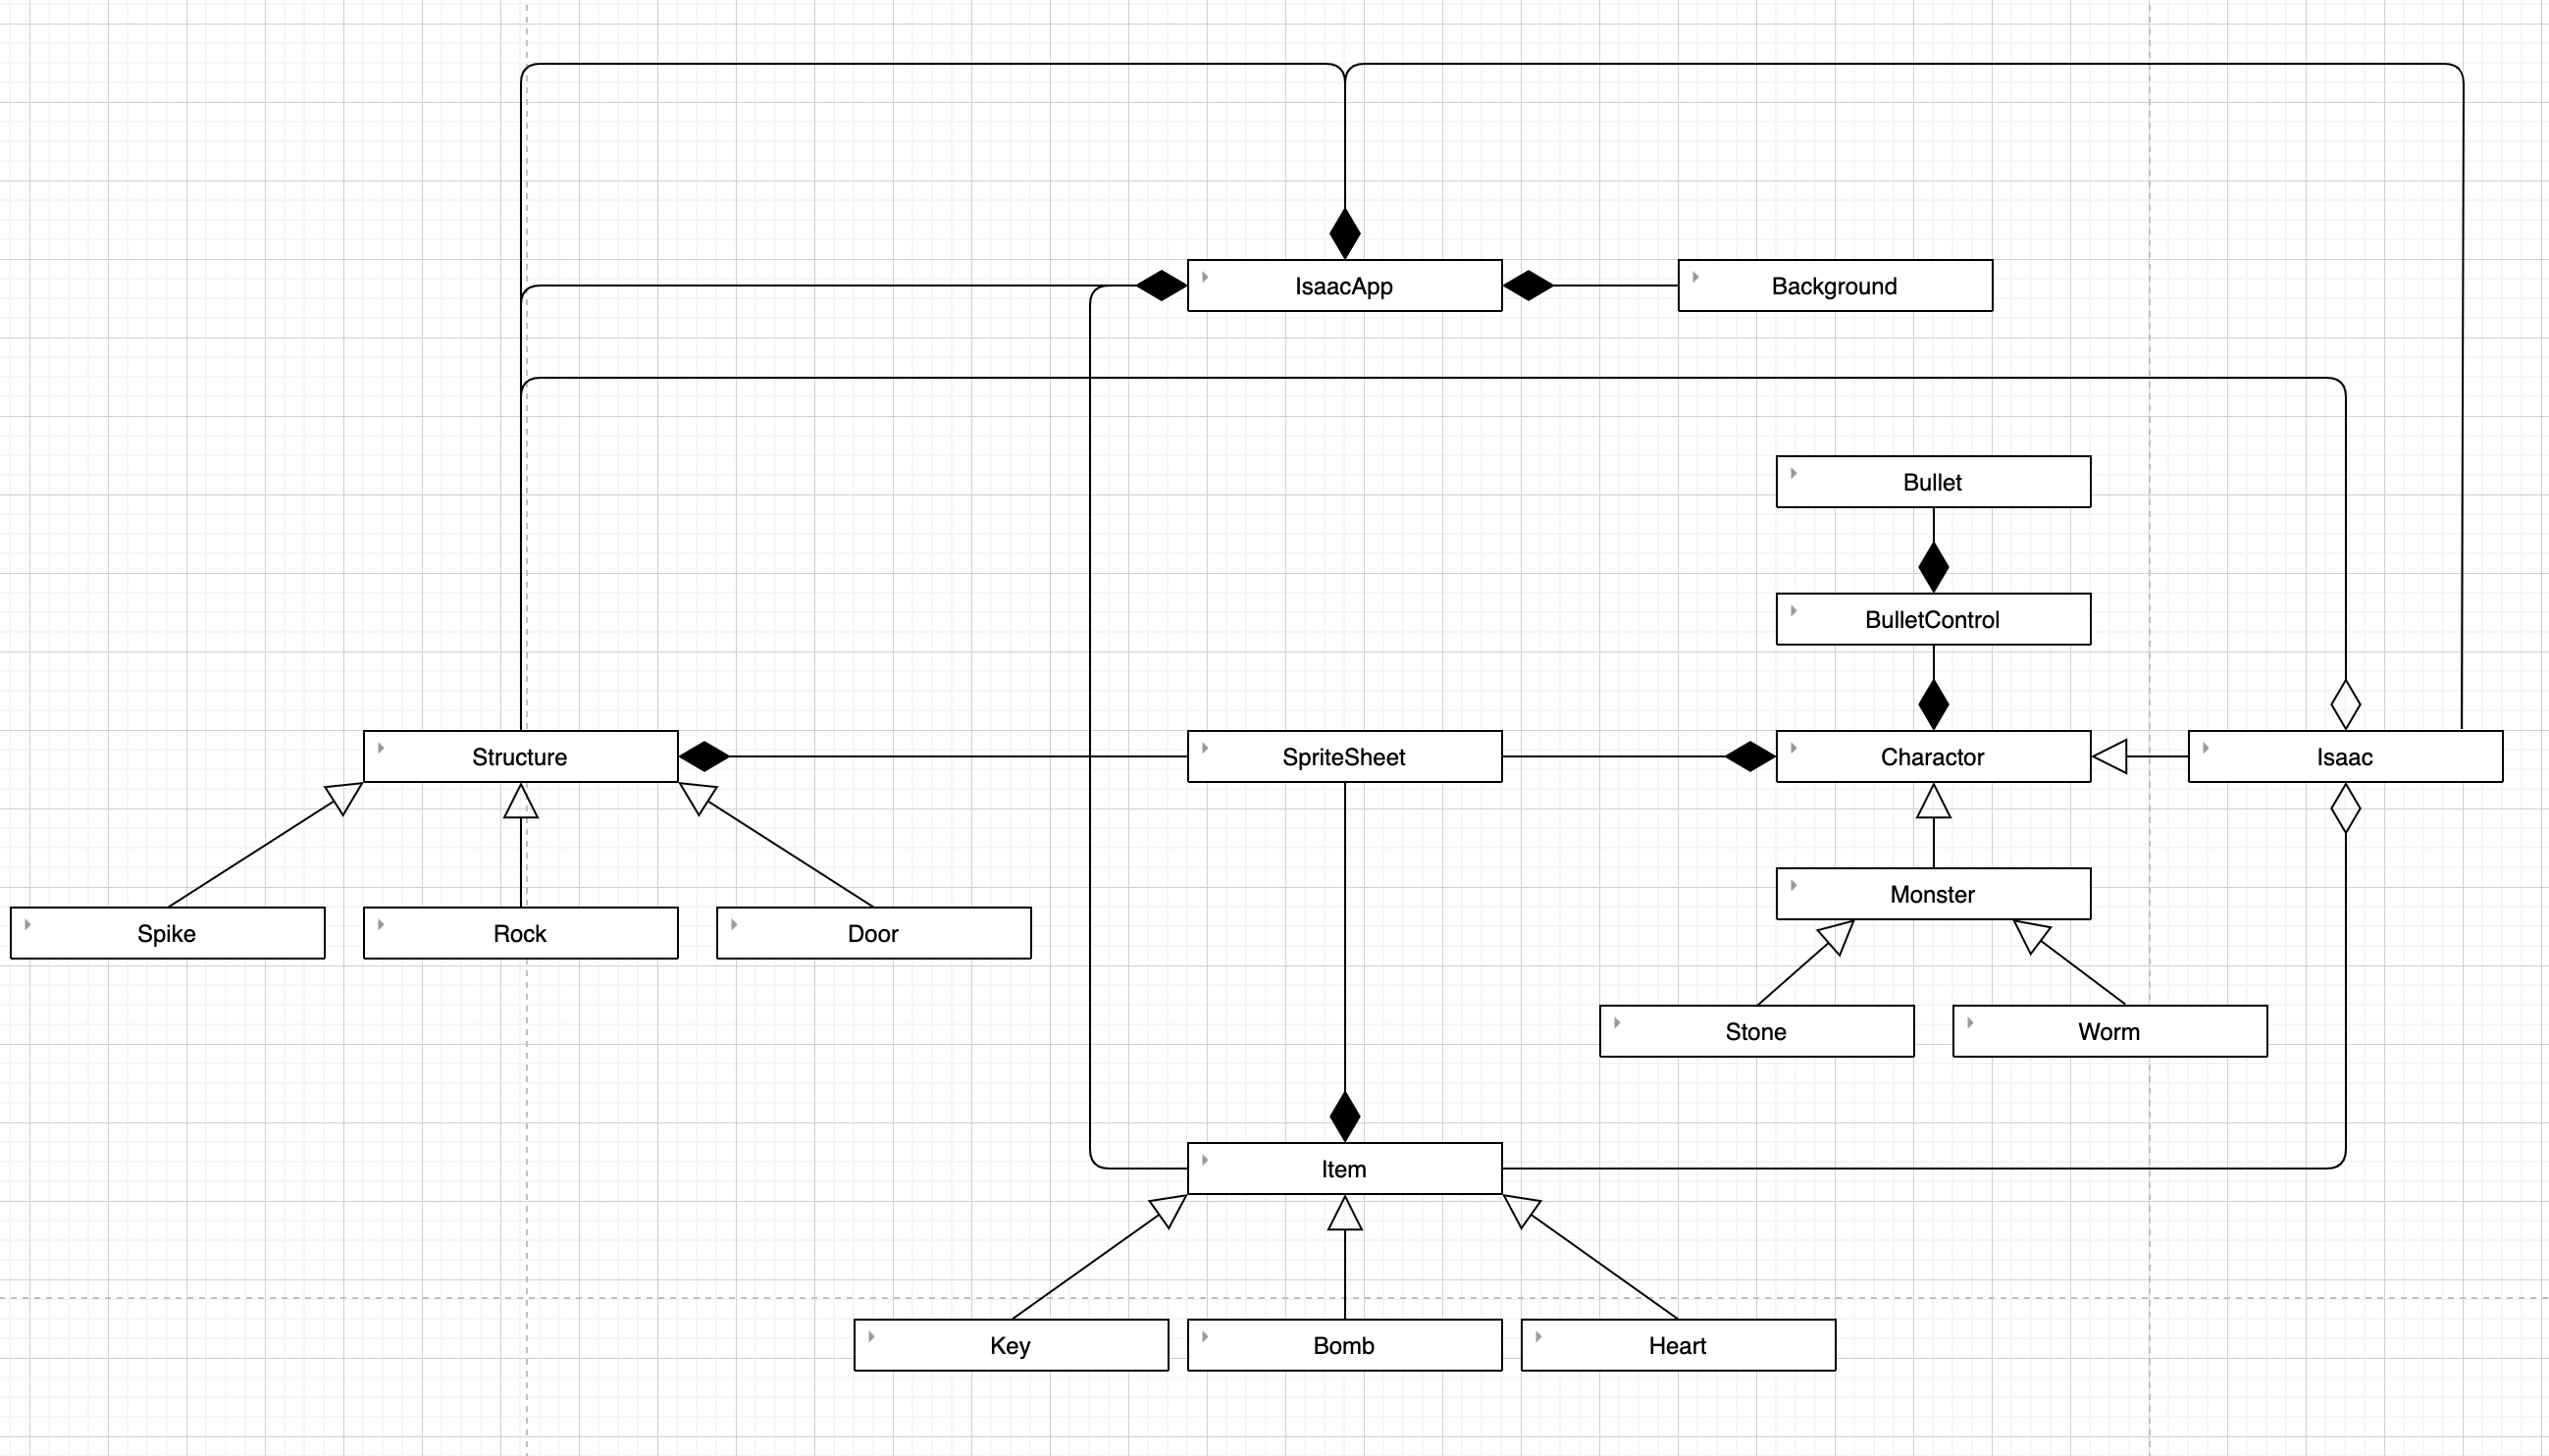 IsaacApp
Background
Bullet
BulletControl
Structure
SpriteSheet
Charactor
Isaac
Monster
Spike
Rock
Door
Stone
Worm
Item
Key
Bomb
Heart